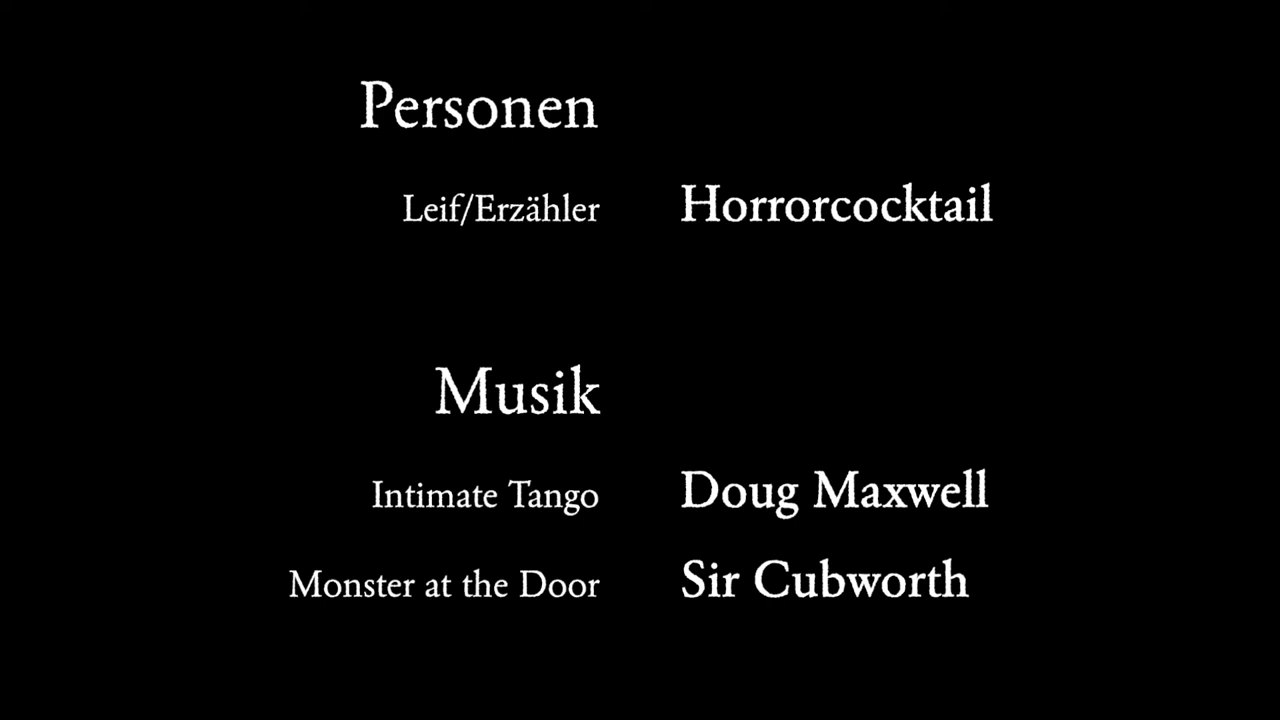 Personen
Leif/Erzähler Horrorcocktail
Musik
Intimate Tango Doug Maxwell
Monster at the Door Sir Cubworth